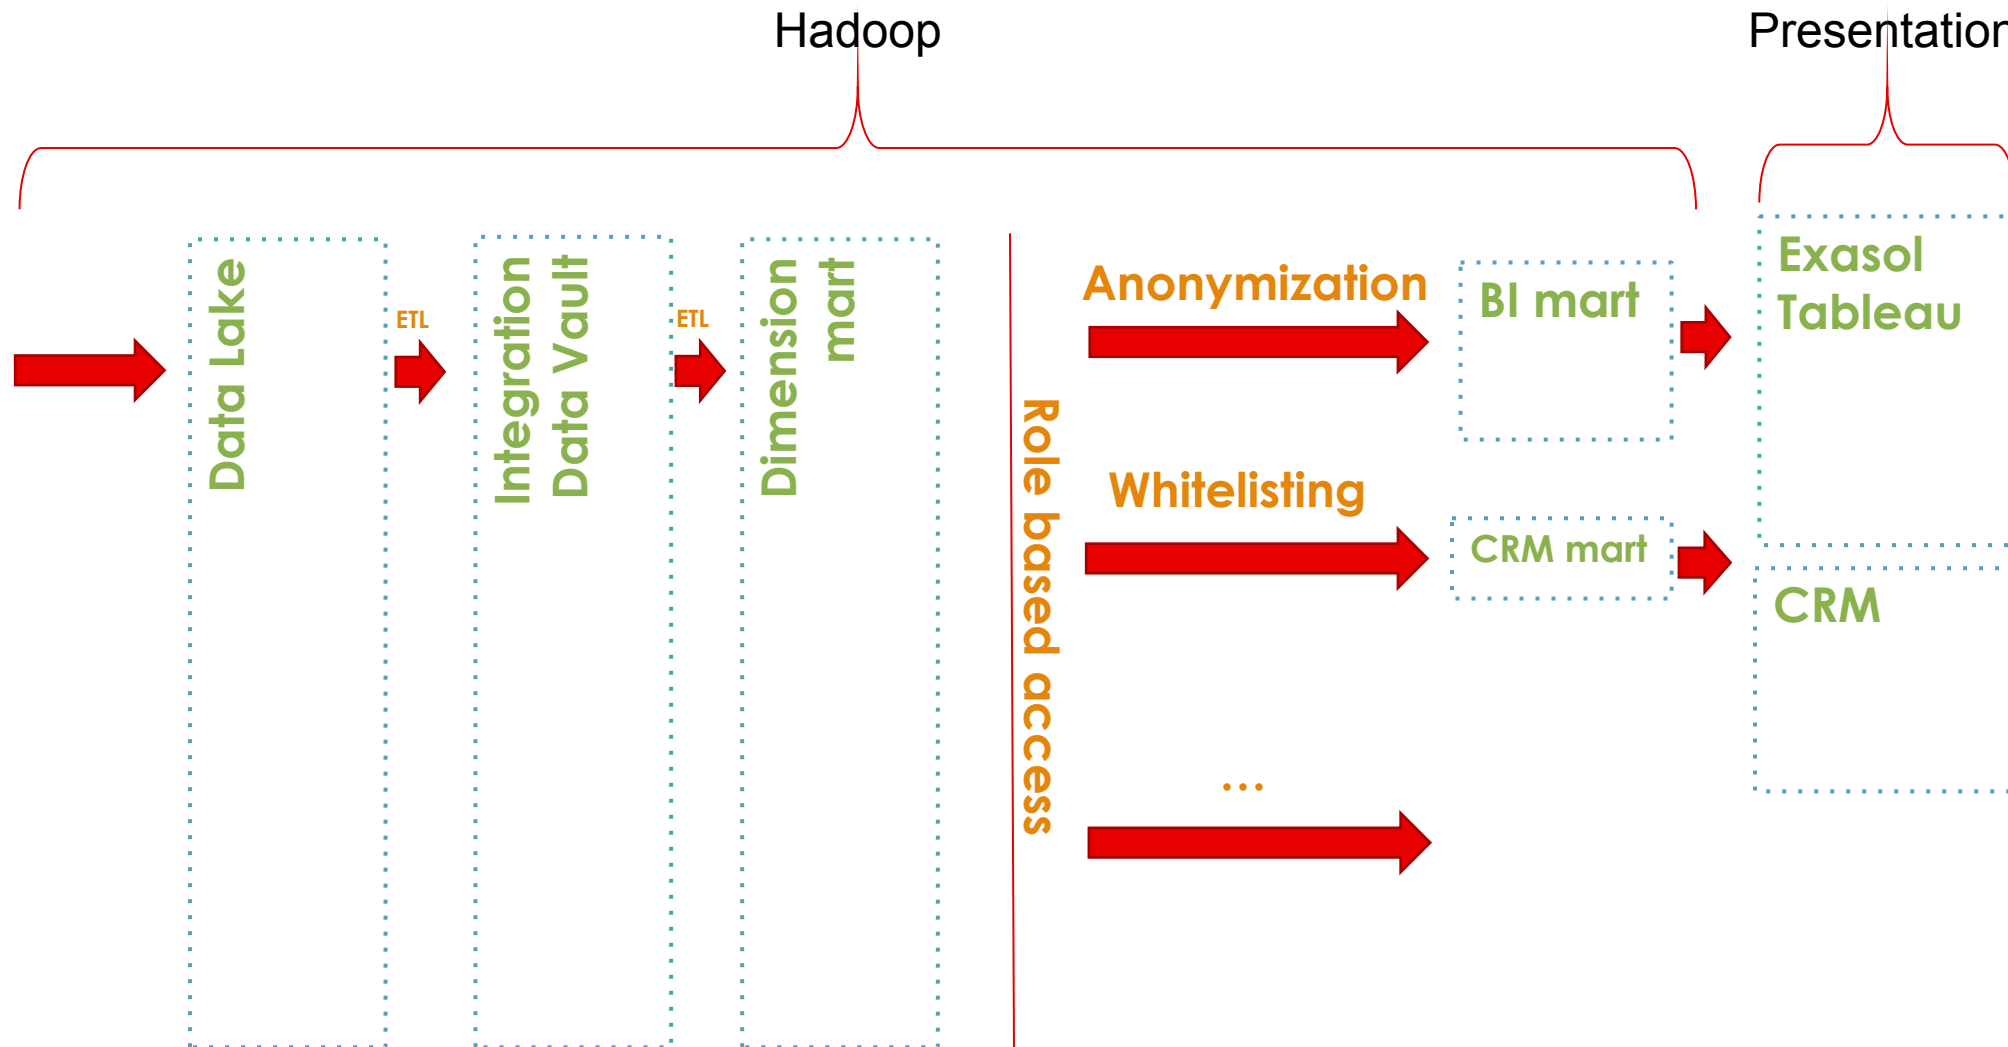 Hadoop
Presentation
Data Lake
ETL
Integration
Data Vault
ETL
Dimension
mart
Role based access
Anonymization
BI mart
Exasol
Tableau
Whitelisting
CRM mart
CRM
...